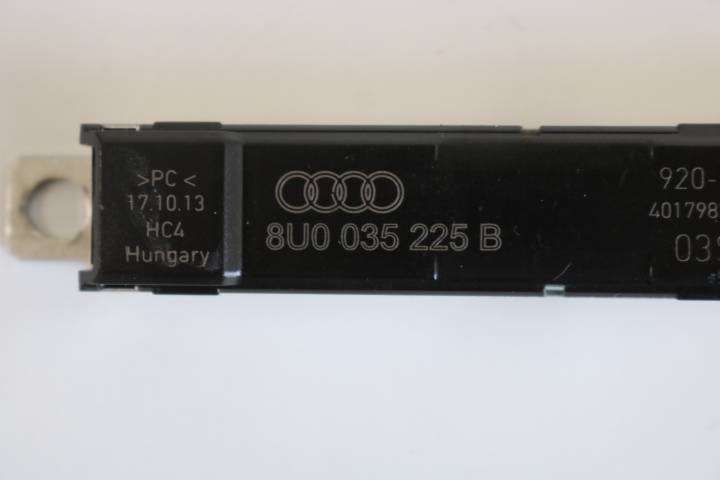 >PC<
17.10.13
HC4
Hungary
8U0 035 225 B
920-
401798
03